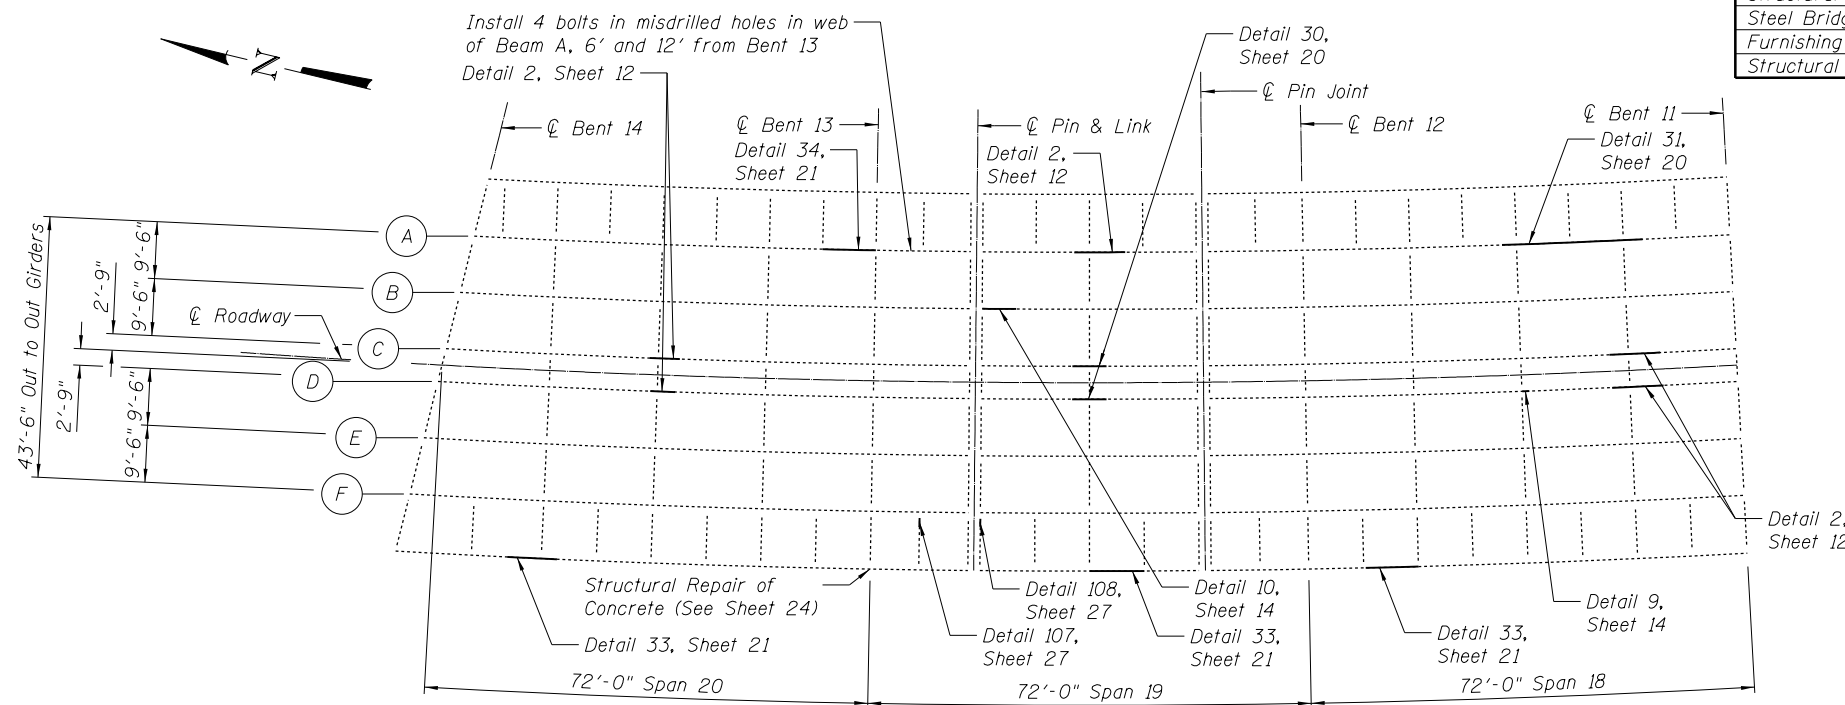 Install 4 bolts in misdrilled holes in web
of Beam A, 6' and 12' from Bent 13
Detail 2, Sheet 12
Detail 30,
Sheet 20
Steel Bridg
Furnishing
Structural
N
℄ Pin Joint
℄ Bent 14
℄ Bent 13
Detail 34,
Sheet 21
℄ Pin & Link
Detail 2,
Sheet 12
℄ Bent 12
℄ Bent 11
Detail 31,
Sheet 20
A
B
C
D
E
F
43'-6" Out to Out Girders
9'-6"
9'-6"
2'-9"
2'-9"
9'-6"
9'-6"
℄ Roadway
Detail 2,
Sheet 12
Structural Repair of
Concrete (See Sheet 24)
Detail 33, Sheet 21
Detail 108,
Sheet 27
Detail 107,
Sheet 27
Detail 10,
Sheet 14
Detail 33,
Sheet 21
Detail 9,
Sheet 14
Detail 33,
Sheet 21
72'-0" Span 20
72'-0" Span 19
72'-0" Span 18